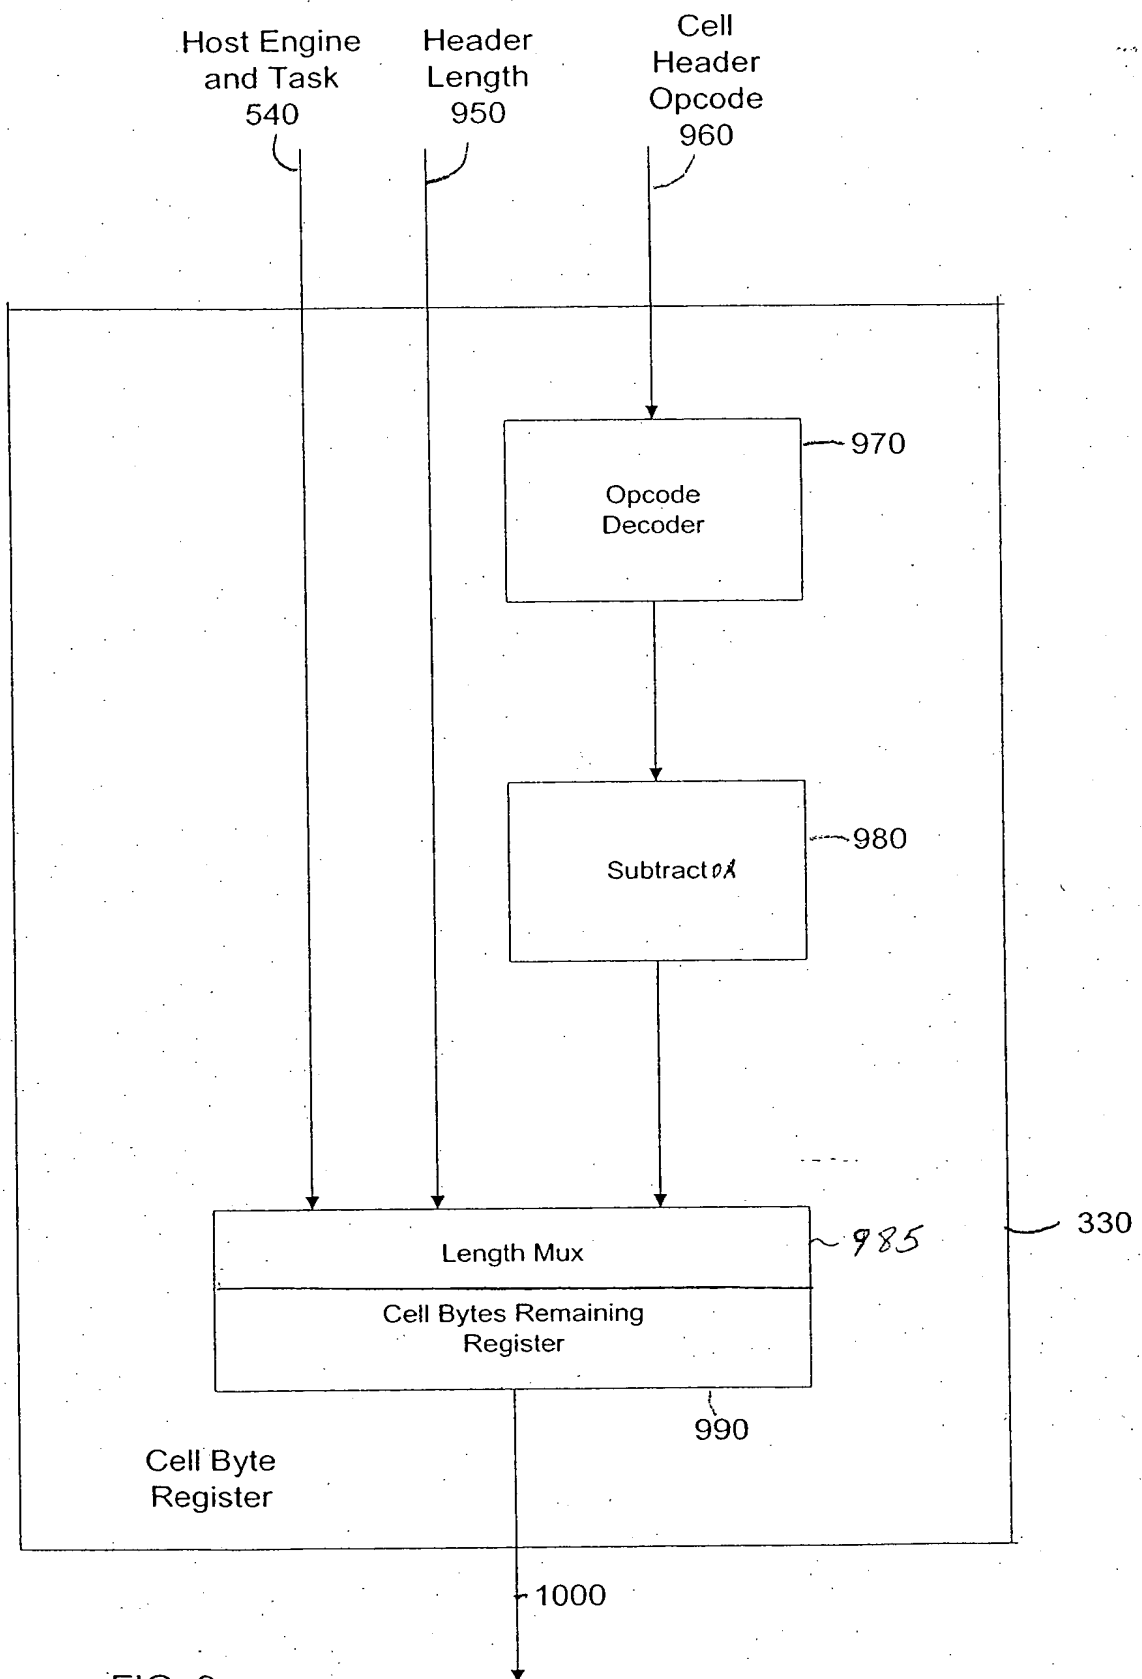 Host Engine
and Task
540
Header
Length
950
Cell
Header
Opcode
960
970
Opcode
Decoder
980
Subtractor
Length Mux
985
330
Cell Bytes Remaining
Register
990
Cell Byte
Register
1000